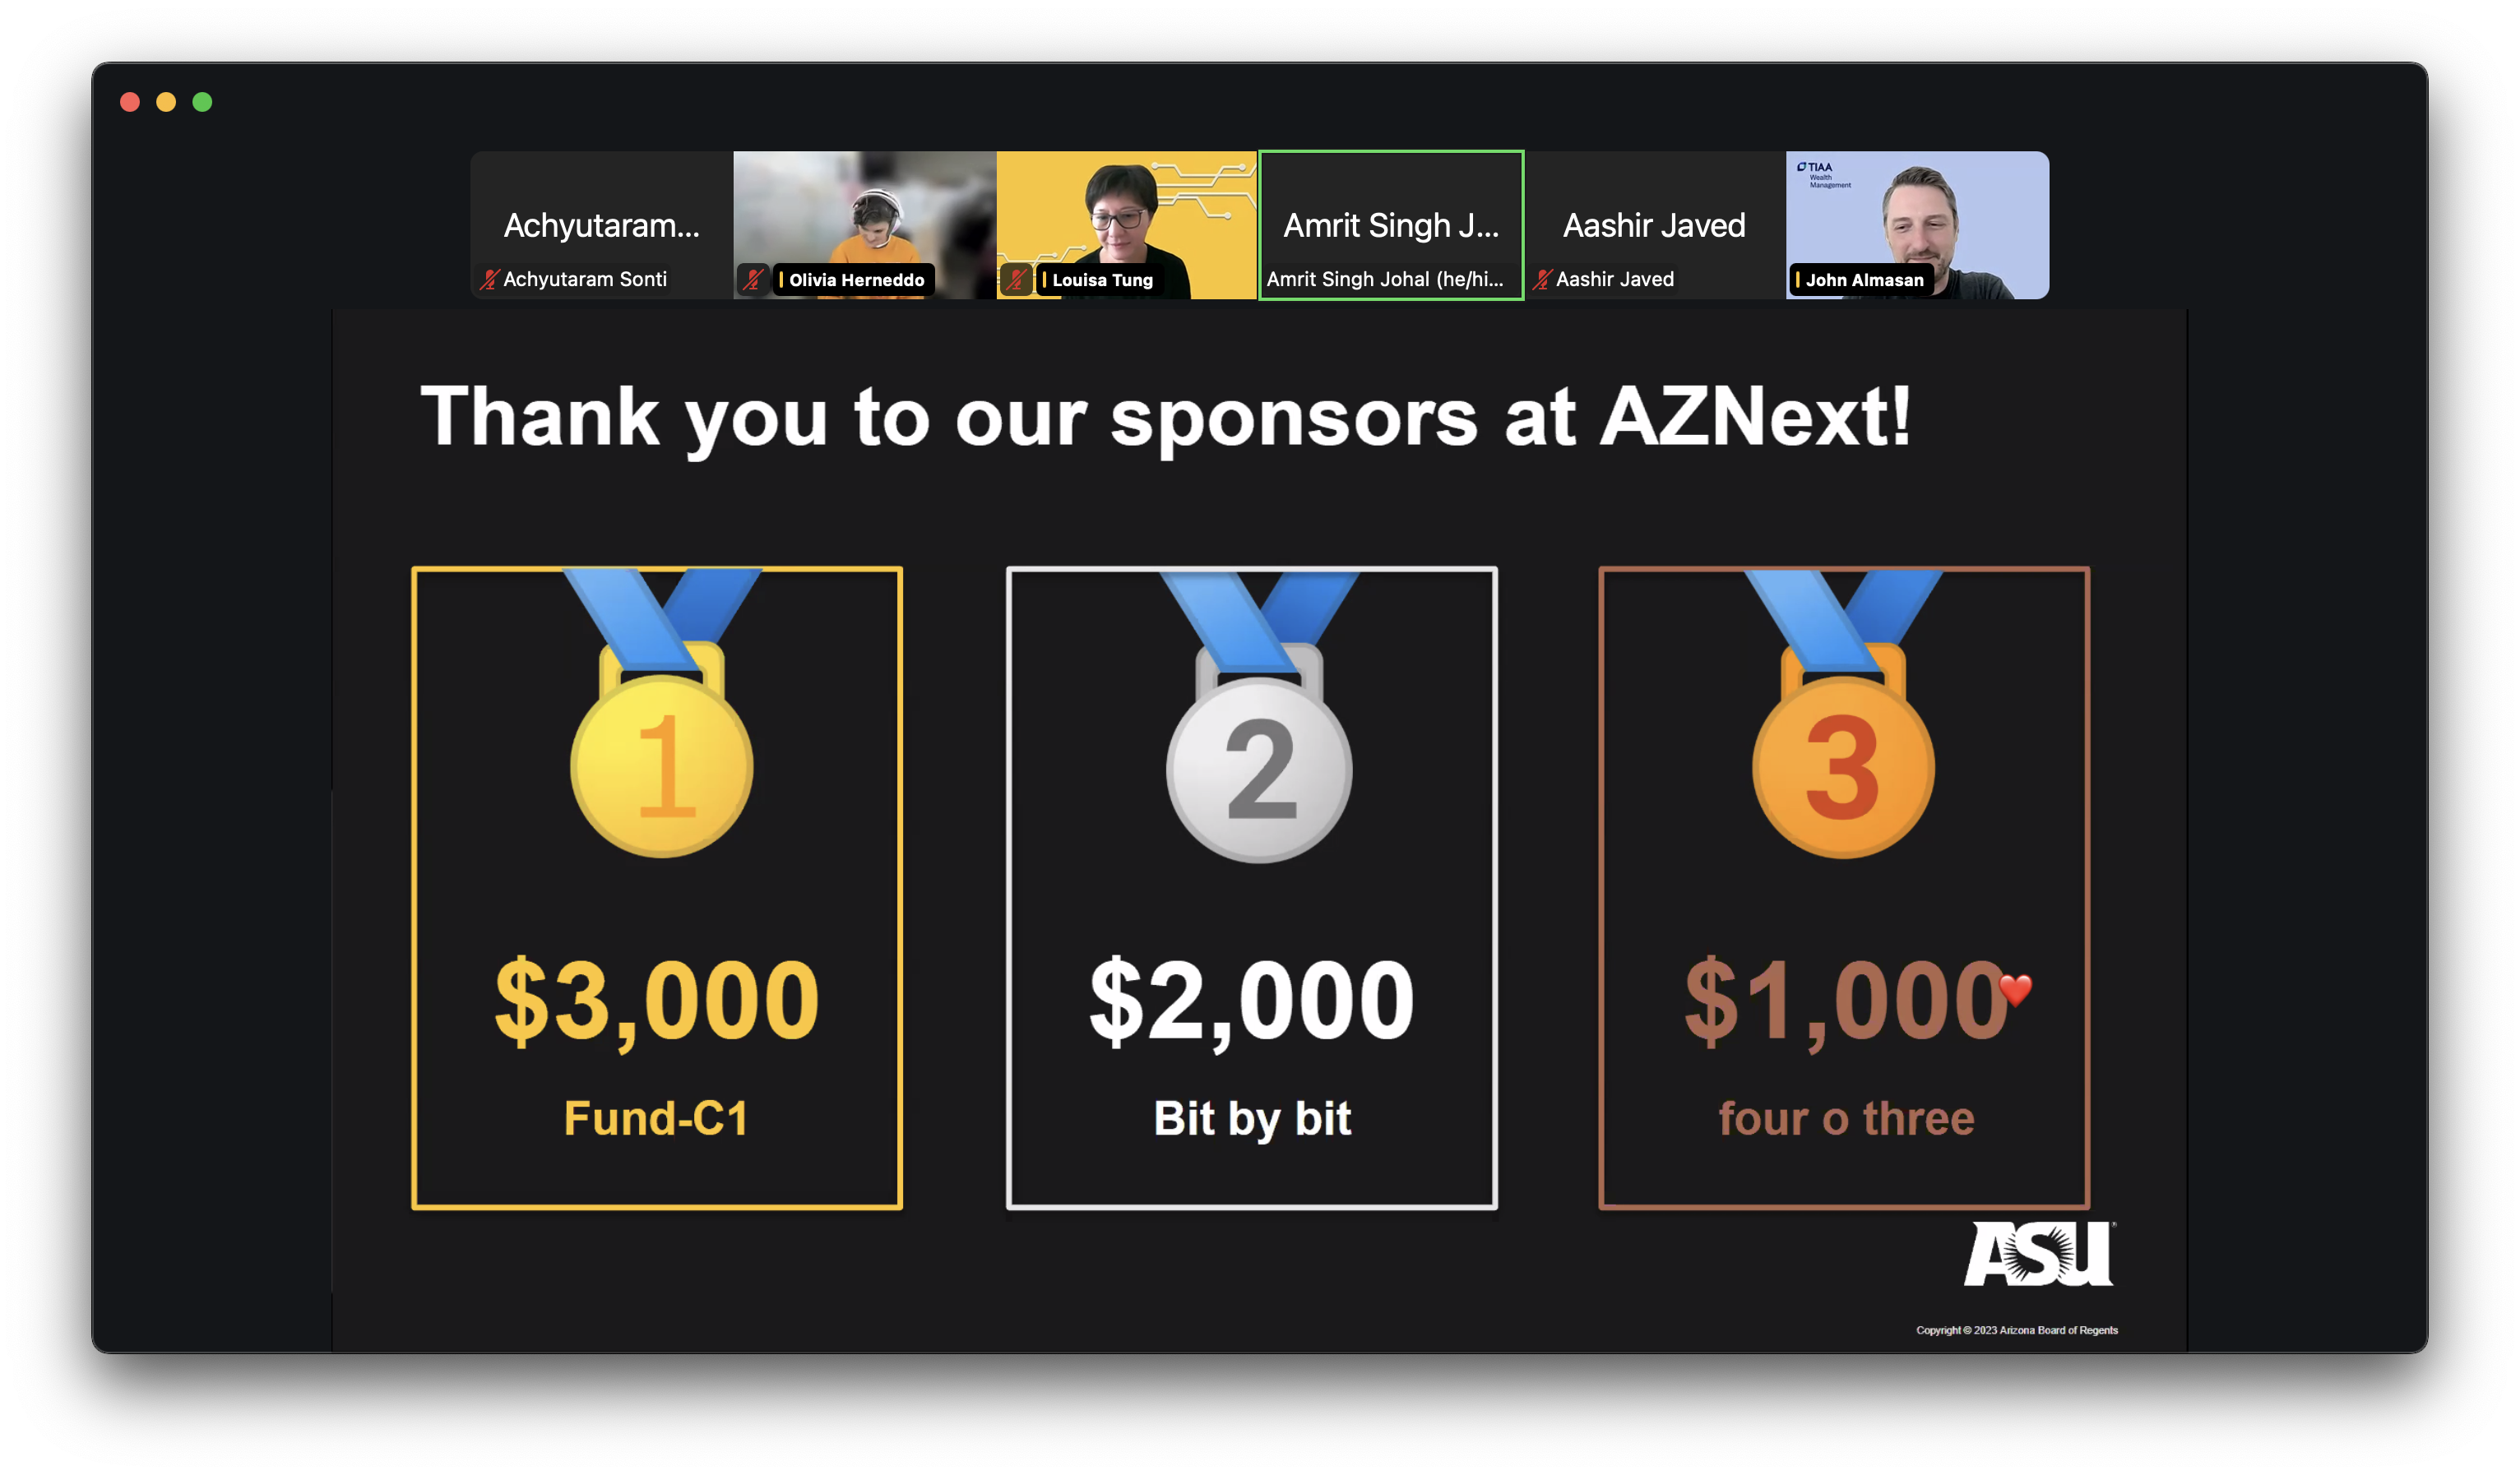 TIAA
Wealth
Management
Achyutaram...
Amrit Singh J...
Aashir Javed
Achyutaram Sonti
Olivia Herneddo
Louisa Tung
Amrit Singh Johal (he/hi...
Aashir Javed
John Almasan
Thank you to our sponsors at AZNext!
1
2
3
$3,000
$2,000
$1,000
Fund-C1
Bit by bit
four o three
ASU
Copyright © 2023 Arizona Board of Regents